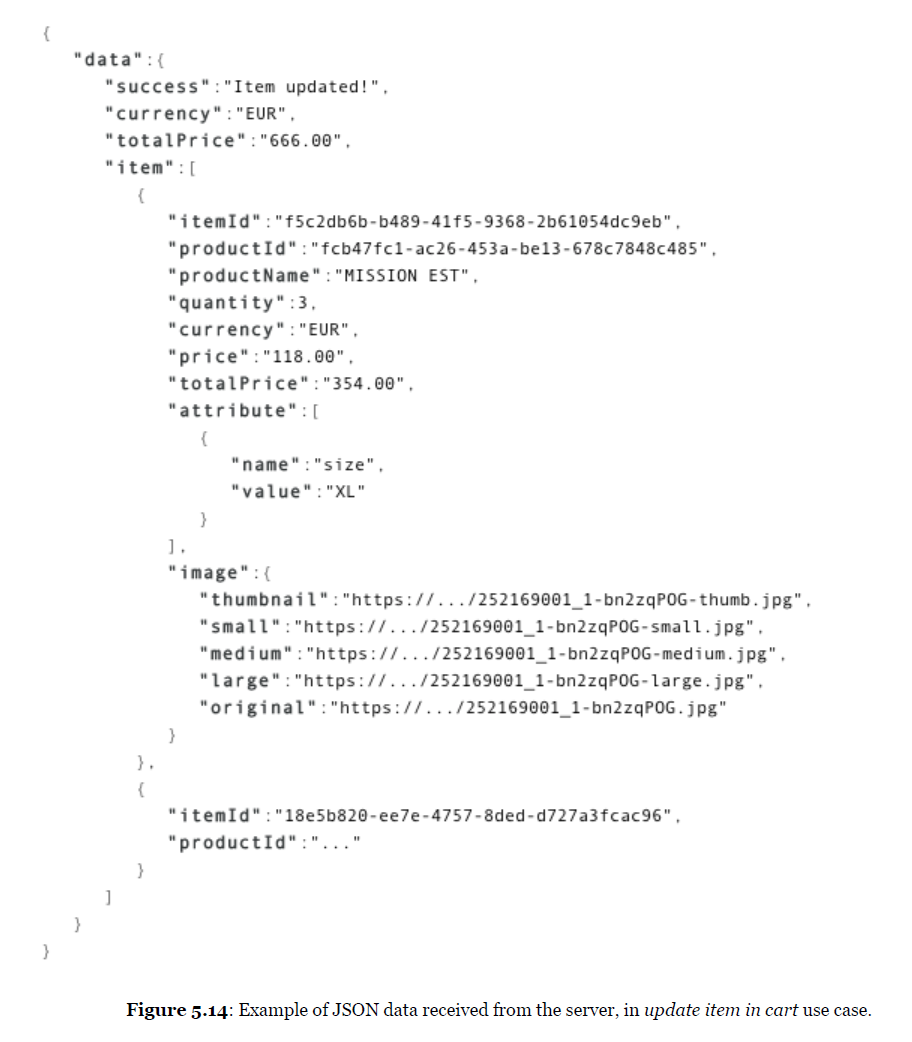 {
"data":{
"success":"Item updated!",
"currency":"EUR",
"totalPrice":"666.00",
"item":[
{
"itemId":"f5c2db6b-b489-41f5-9368-2b61054dc9eb",
"productId":"fcb47fc1-ac26-453a-be13-678c7848c485",
"productName":"MISSION EST",
"quantity":3,
"currency":"EUR",
"price":"118.00",
"totalPrice":"354.00",
"attribute":[
{
"name":"size",
"value":"XL"
}
],
"image":{
"thumbnail":"https://.../252169001_1-bn2zqPOG-thumb.jpg",
"small":"https://.../252169001_1-bn2zqPOG-small.jpg",
"medium":"https://.../252169001_1-bn2zqPOG-medium.jpg",
"large":"https://.../252169001_1-bn2zqPOG-large.jpg",
"original":"https://.../252169001_1-bn2zqPOG.jpg"
}
},
{
"itemId":"18e5b820-ee7e-4757-8ded-d727a3fcac96",
"productId":"..."
}
]
}
}
Figure 5.14: Example of JSON data received from the server, in update item in cart use case.